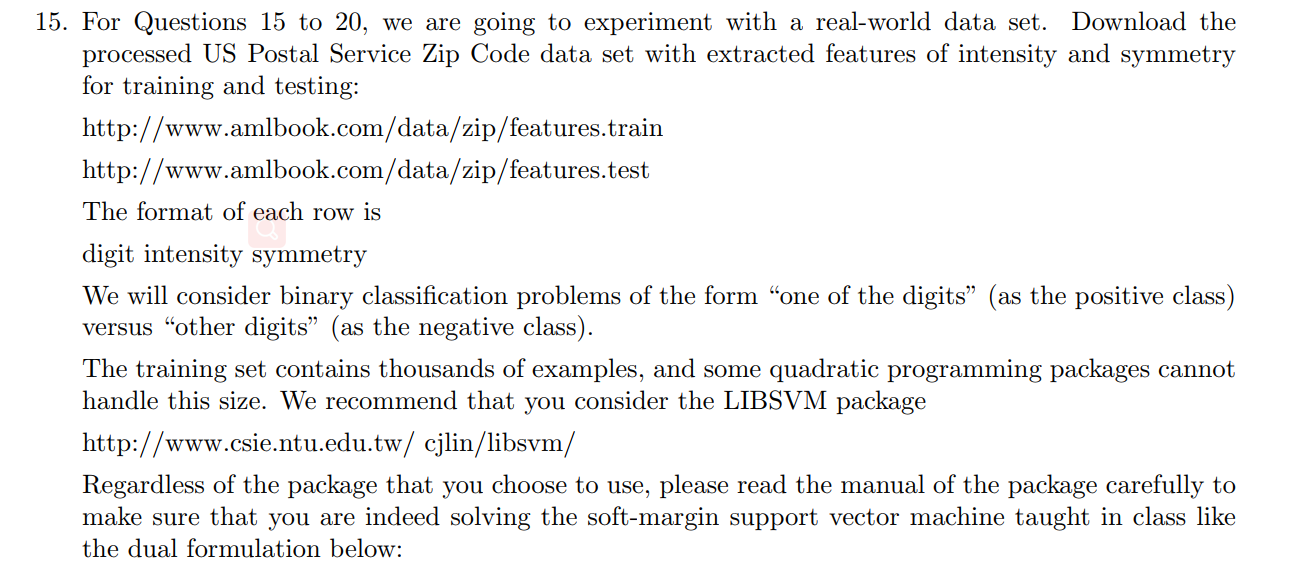 15. For Questions 15 to 20, we are going to experiment with a real-world data set. Download the
processed US Postal Service Zip Code data set with extracted features of intensity and symmetry
for training and testing:
http://www.amlbook.com/data/zip/features.train
http://www.amlbook.com/data/zip/features.test
The format of each row is
digit intensity symmetry
We will consider binary classification problems of the form “one of the digits” (as the positive class)
versus “other digits” (as the negative class).
The training set contains thousands of examples, and some quadratic programming packages cannot
handle this size. We recommend that you consider the LIBSVM package
http://www.csie.ntu.edu.tw/ cjlin/libsvm/
Regardless of the package that you choose to use, please read the manual of the package carefully to
make sure that you are indeed solving the soft-margin support vector machine taught in class like
the dual formulation below: